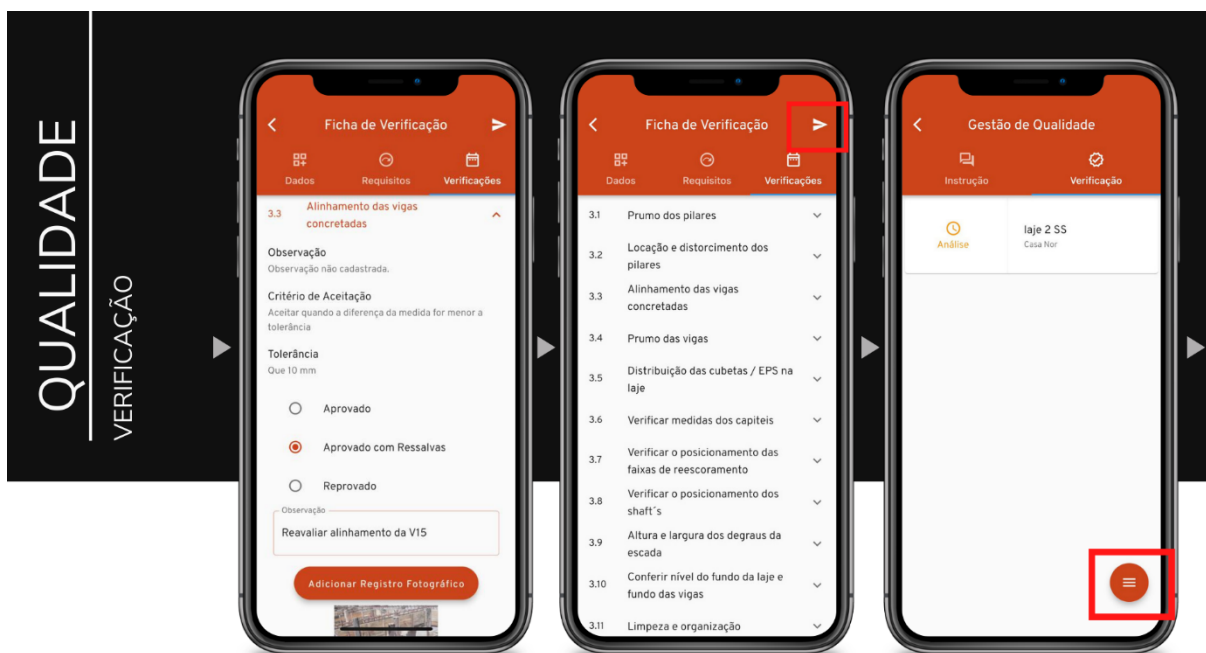 QUALIDADE
VERIFICAÇÃO
Ficha de Verificação
Dados
Requisitos
Verificações
3.3
Alinhamento das vigas
concretadas
Observação
Observação não cadastrada.
Critério de Aceitação
Aceitar quando a diferença da medida for menor a
tolerância
Tolerância
Que 10 mm
Aprovado
Aprovado com Ressalvas
Reprovado
Observação
Reavaliar alinhamento da V15
Adicionar Registro Fotográfico
Ficha de Verificação
Dados
Requisitos
Verificações
3.1 Prumo dos pilares
3.2 Locação e distorcimento dos
pilares
3.3 Alinhamento das vigas
concretadas
3.4 Prumo das vigas
3.5 Distribuição das cubetas / EPS na
laje
3.6 Verificar medidas dos capiteis
3.7 Verificar o posicionamento das
faixas de reescoramento
3.8 Verificar o posicionamento dos
shaft´s
3.9 Altura e largura dos degraus da
escada
3.10 Conferir nível do fundo da laje e
fundo das vigas
3.11 Limpeza e organização
Gestão de Qualidade
Instrução
Verificação
Análise
laje 2 SS
Casa Nor